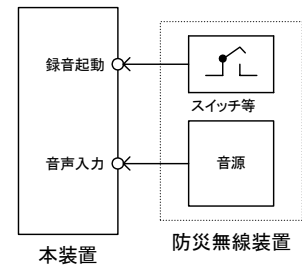 録音起動
スイッチ等
音声入力
音源
本装置
防災無線装置